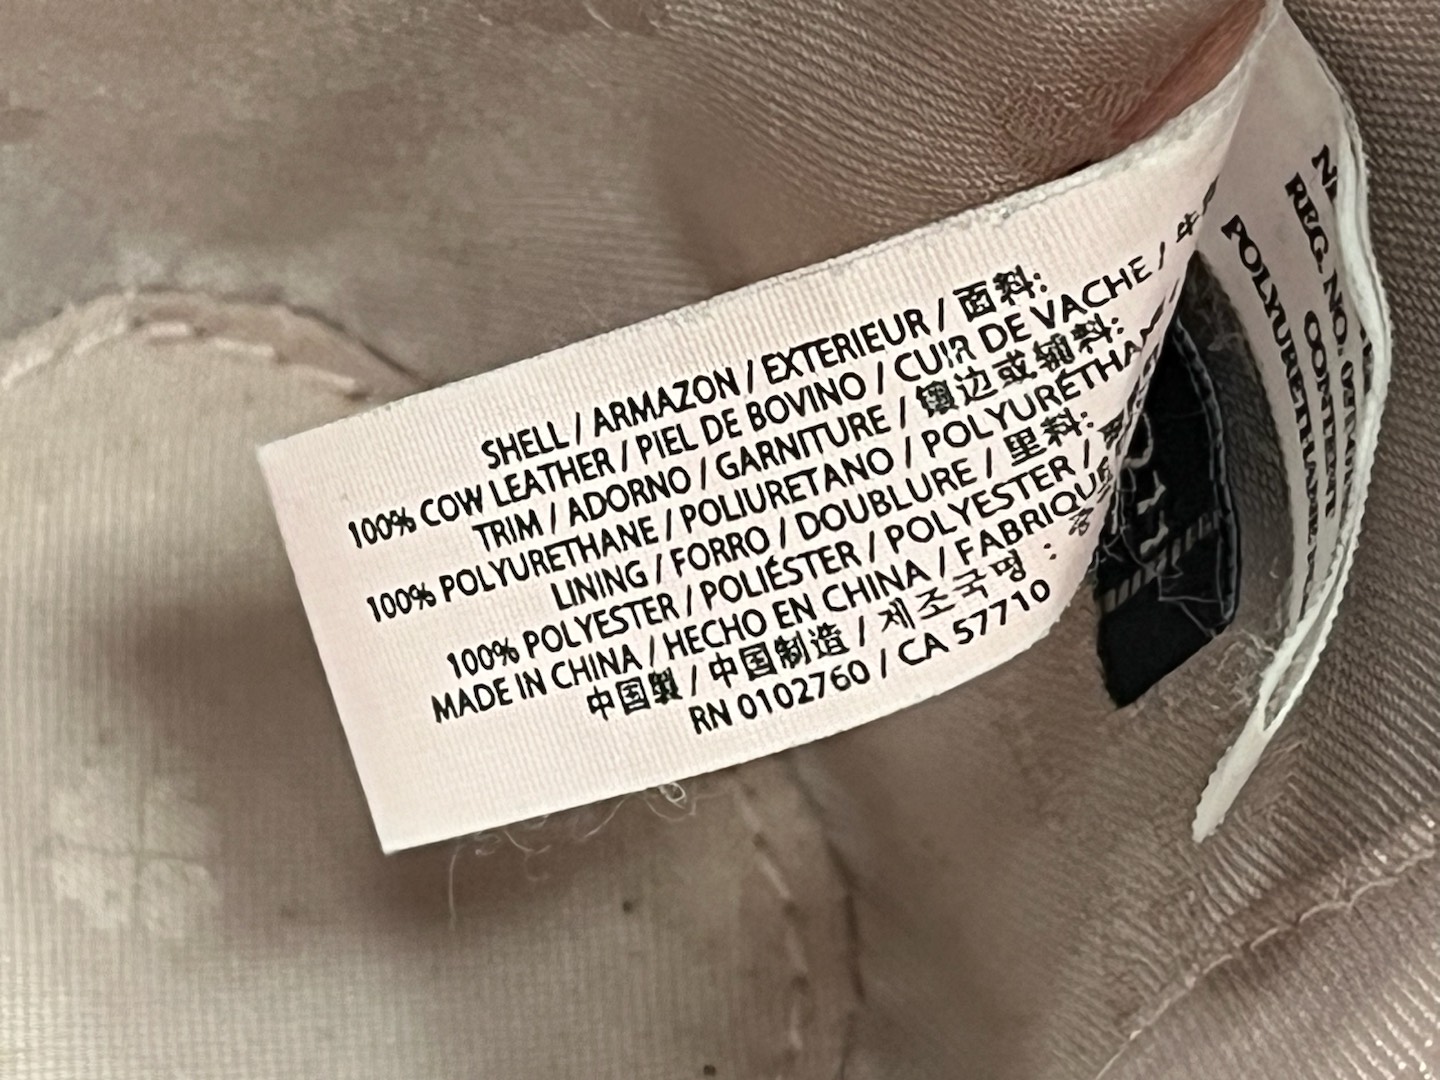 SHELL / ARMAZON / EXTERIEUR / 面料:
100% COW LEATHER / PIEL DE BOVINO / CUIR DE VACHE /
TRIM / ADORNO / GARNITURE / 镶边或辅料:
100% POLYURETHANE / POLIURETANO /
LINING / FORRO / DOUBLURE / 里料:
100% POLYESTER / POLIÉSTER / POLYESTER /
MADE IN CHINA / HECHO EN CHINA /
中国製 / 中国制造 / 제조국명 :
RN 0102760 / CA 57710
REG. NO.
CONTENT